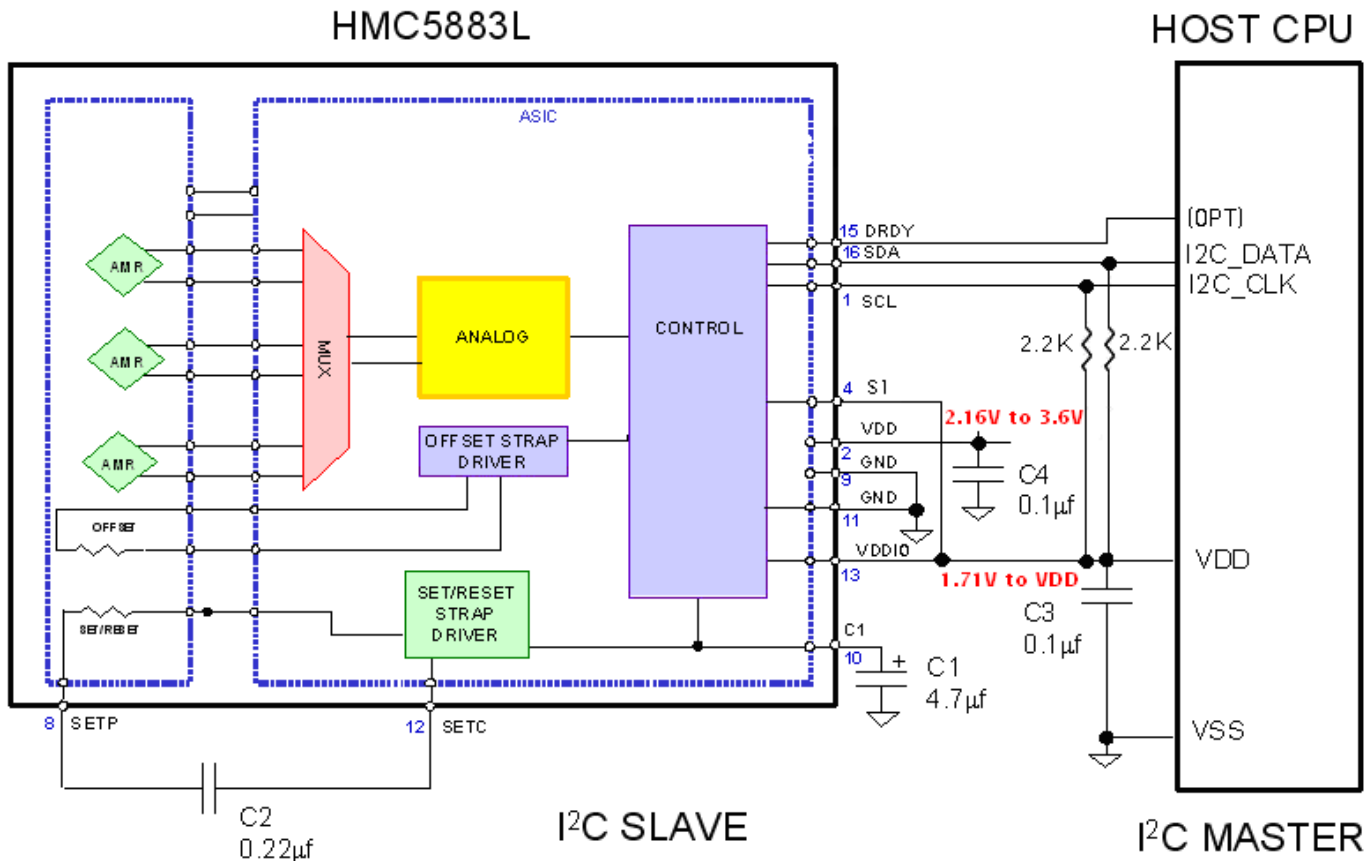 HMC5883L
HOST CPU
ASIC
AMR
AMR
AMR
MUX
ANALOG
CONTROL
OFFSET STRAP
DRIVER
OFFSET
SET/RESET
SET/RESET
STRAP
DRIVER
15 DRDY
16 SDA
1 SCL
4 S1
VDD
2
GND
9
GND
11
VDDIO
13
C1
10
2.16V to 3.6V
C4
0.1µf
1.71V to VDD
C3
0.1µf
C1
+
4.7µf
2.2K
2.2K
(OPT)
I2C_DATA
I2C_CLK
VDD
VSS
8 SETP
12 SETC
C2
0.22µf
I²C SLAVE
I²C MASTER